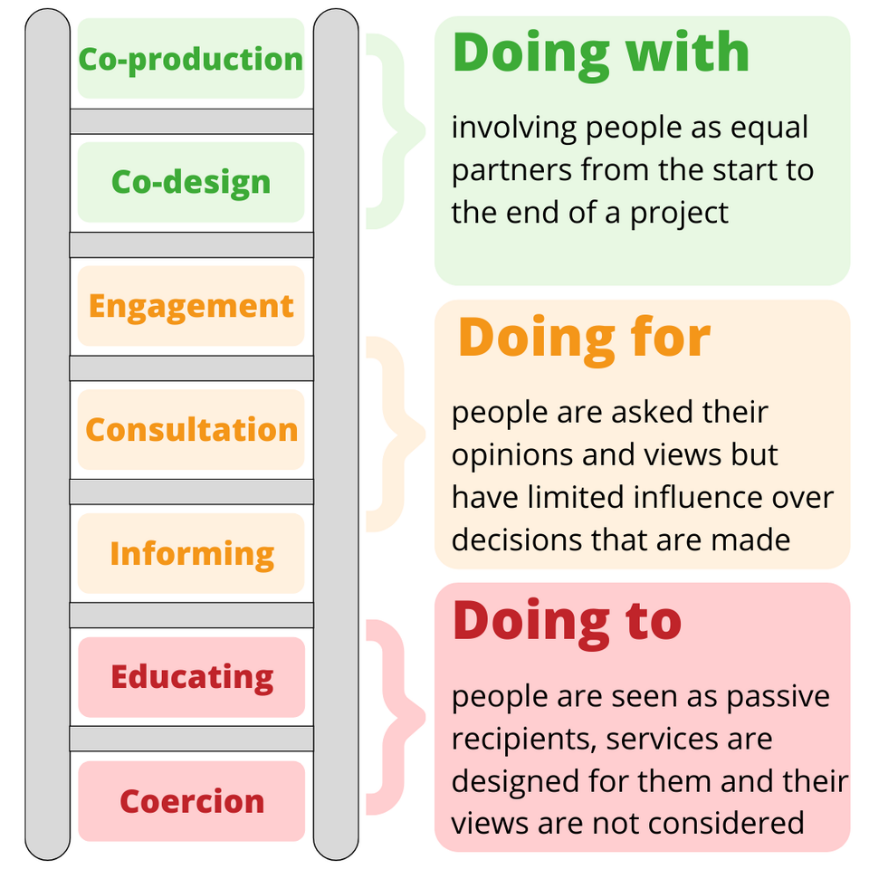 Co-production
Co-design
Engagement
Consultation
Informing
Educating
Coercion
Doing with
involving people as equal
partners from the start to
the end of a project
Doing for
people are asked their
opinions and views but
have limited influence over
decisions that are made
Doing to
people are seen as passive
recipients, services are
designed for them and their
views are not considered